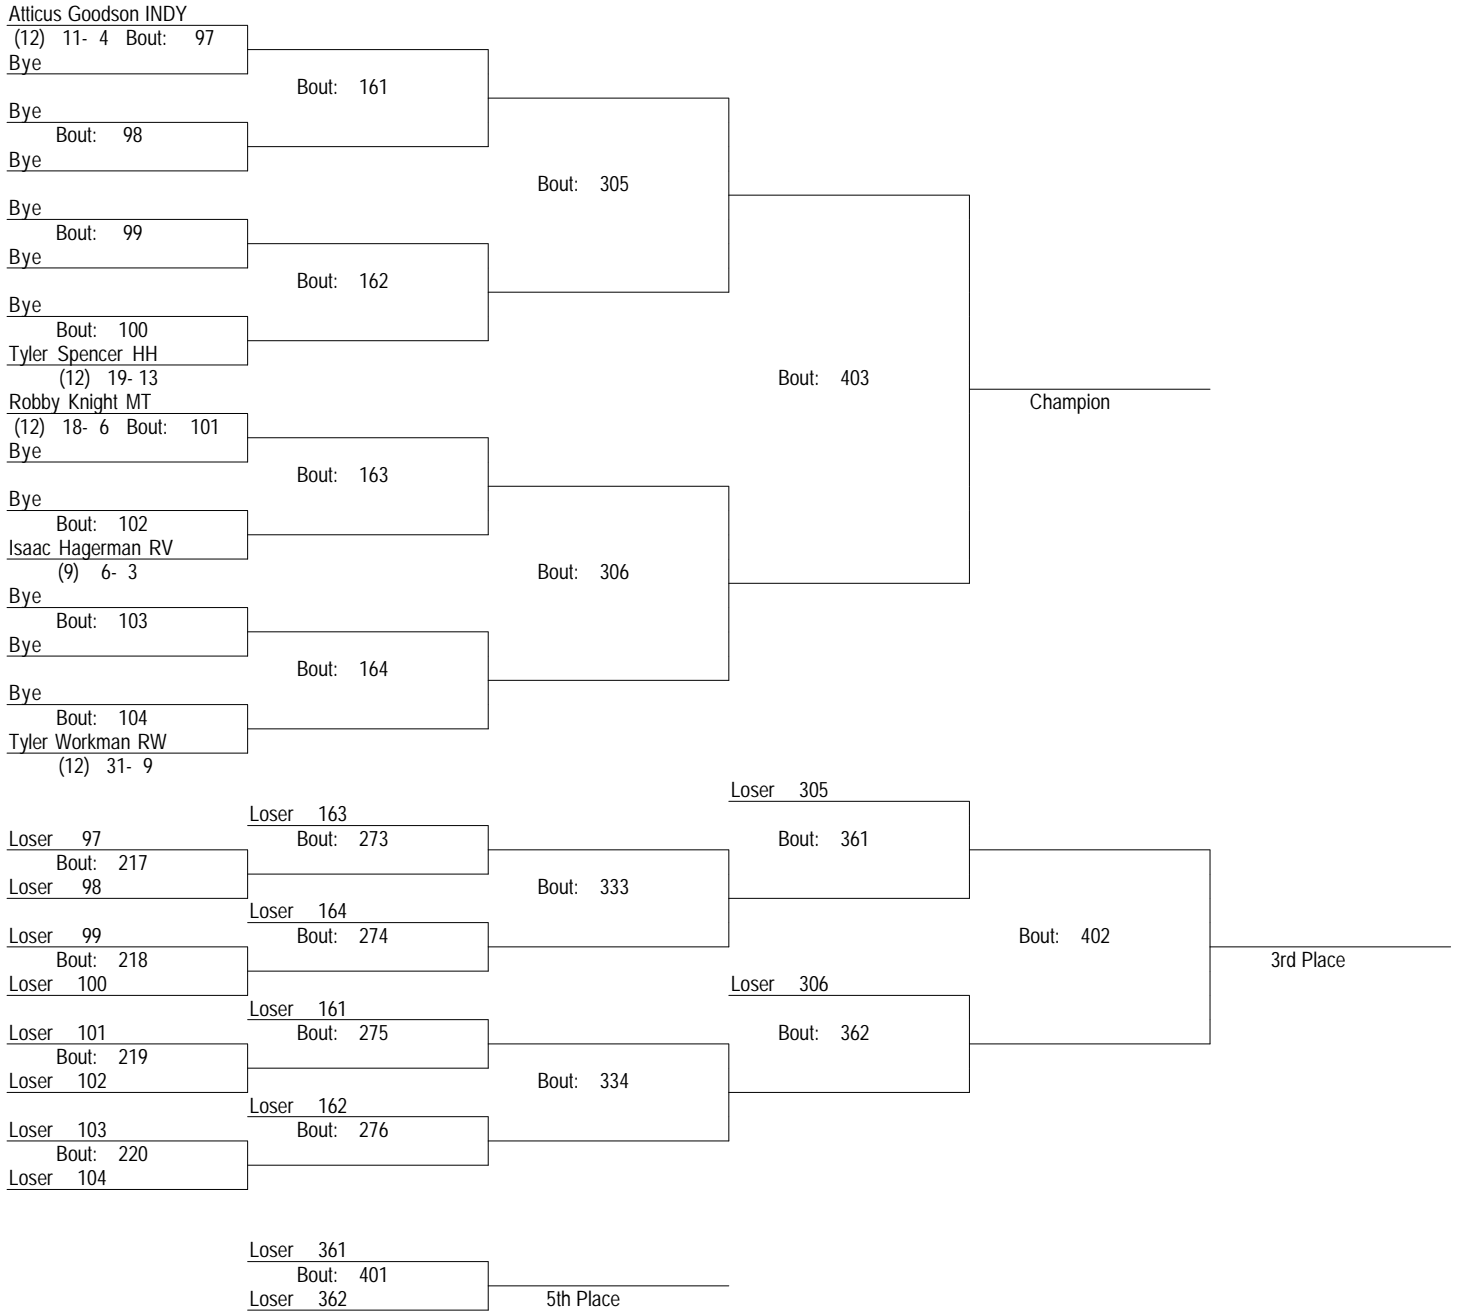 Atticus Goodson INDY
(12) 11- 4 Bout: 97
Bye
Bout: 161
Bye
Bout: 98
Bye
Bout: 305
Bye
Bout: 99
Bye
Bout: 162
Bye
Bout: 100
Tyler Spencer HH
(12) 19- 13
Bout: 403
Robby Knight MT
Champion
(12) 18- 6 Bout: 101
Bye
Bout: 163
Bye
Bout: 102
Isaac Hagerman RV
(9) 6- 3
Bout: 306
Bye
Bout: 103
Bye
Bout: 164
Bye
Bout: 104
Tyler Workman RW
(12) 31- 9
Loser 305
Loser 163
Loser 97
Bout: 273
Bout: 361
Bout: 217
Loser 98
Bout: 333
Loser 164
Loser 99
Bout: 274
Bout: 402
Bout: 218
3rd Place
Loser 100
Loser 306
Loser 161
Loser 101
Bout: 275
Bout: 362
Bout: 219
Loser 102
Bout: 334
Loser 162
Loser 103
Bout: 276
Bout: 220
Loser 104
Loser 361
Bout: 401
Loser 362
5th Place